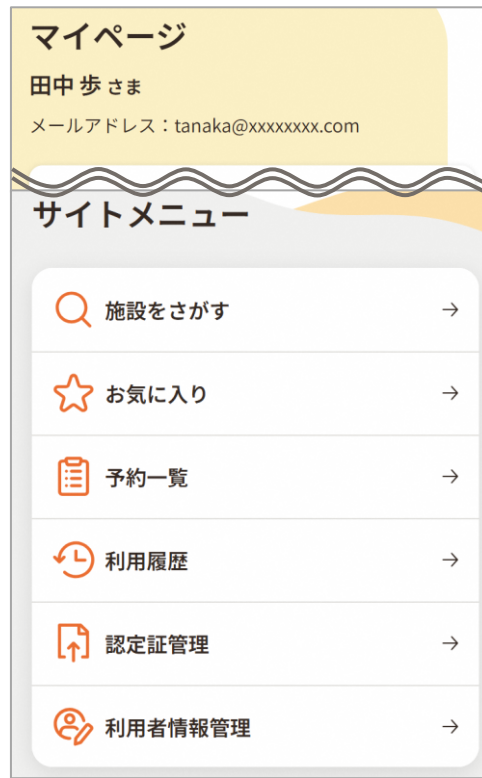 マイページ
田中 歩 さま
メールアドレス：tanaka@xxxxxxxx.com
サイトメニュー
施設をさがす
お気に入り
予約一覧
利用履歴
認定証管理
利用者情報管理